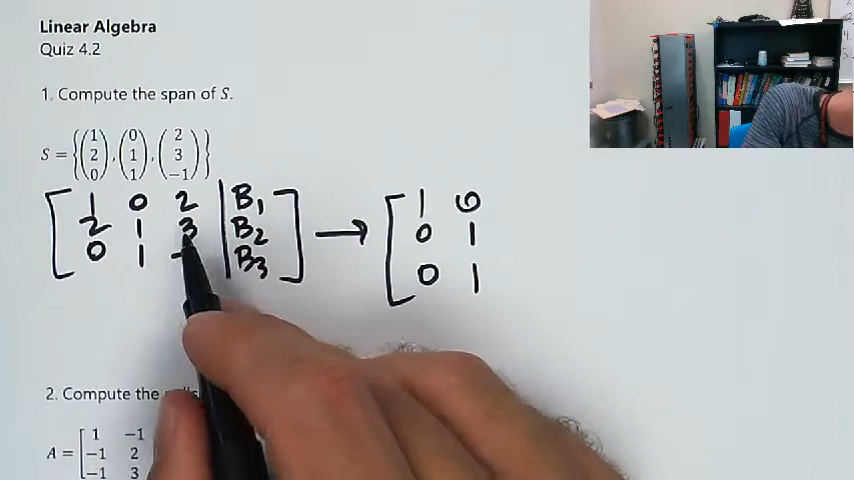 Linear Algebra
Quiz 4.2
1. Compute the span of S.
S = {(1 2 0), (0 1 1), (2 3 −1)}
[1 0 2 | B₁
2 1 3 | B₂
0 1 − | B₃] → [1 0
0 1
0 1
2. Compute the
A = [1 −1
−1 2
−1 3